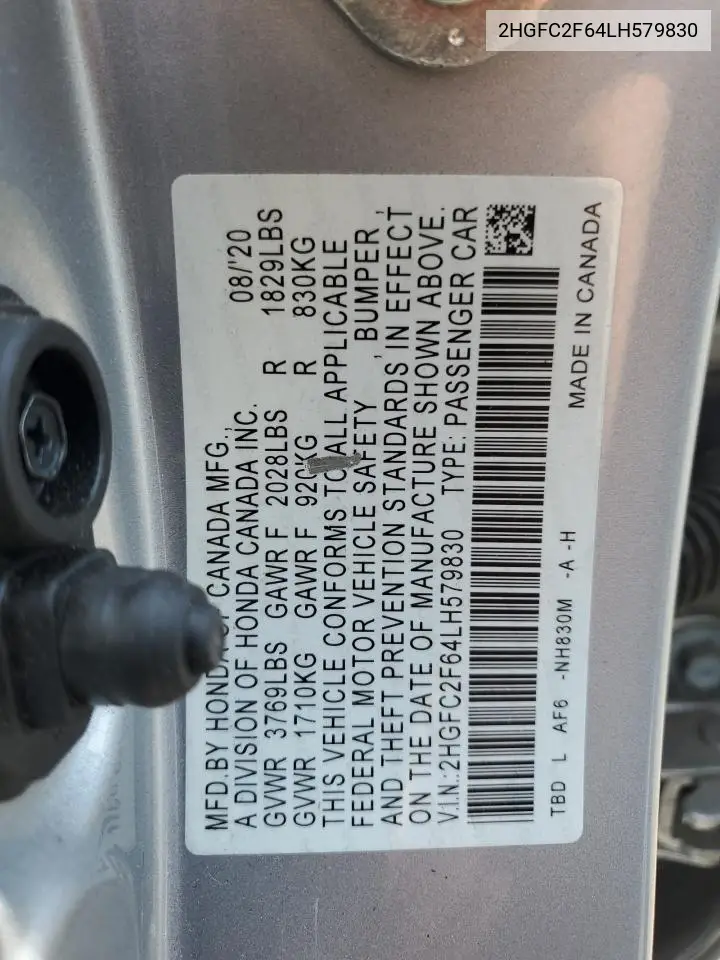 2HGFC2F64LH579830
MFD.BY HONDA OF CANADA MFG., 08/'20
A DIVISION OF HONDA CANADA INC.
GVWR 3769LBS GAWR F 2028LBS R 1829LBS
GVWR 1710KG GAWR F 920KG R 830KG
THIS VEHICLE CONFORMS TO ALL APPLICABLE
FEDERAL MOTOR VEHICLE SAFETY , BUMPER ,
AND THEFT PREVENTION STANDARDS IN EFFECT
ON THE DATE OF MANUFACTURE SHOWN ABOVE.
V.I.N.: 2HGFC2F64LH579830 TYPE: PASSENGER CAR
TBD L AF6 -NH830M -A -H
MADE IN CANADA